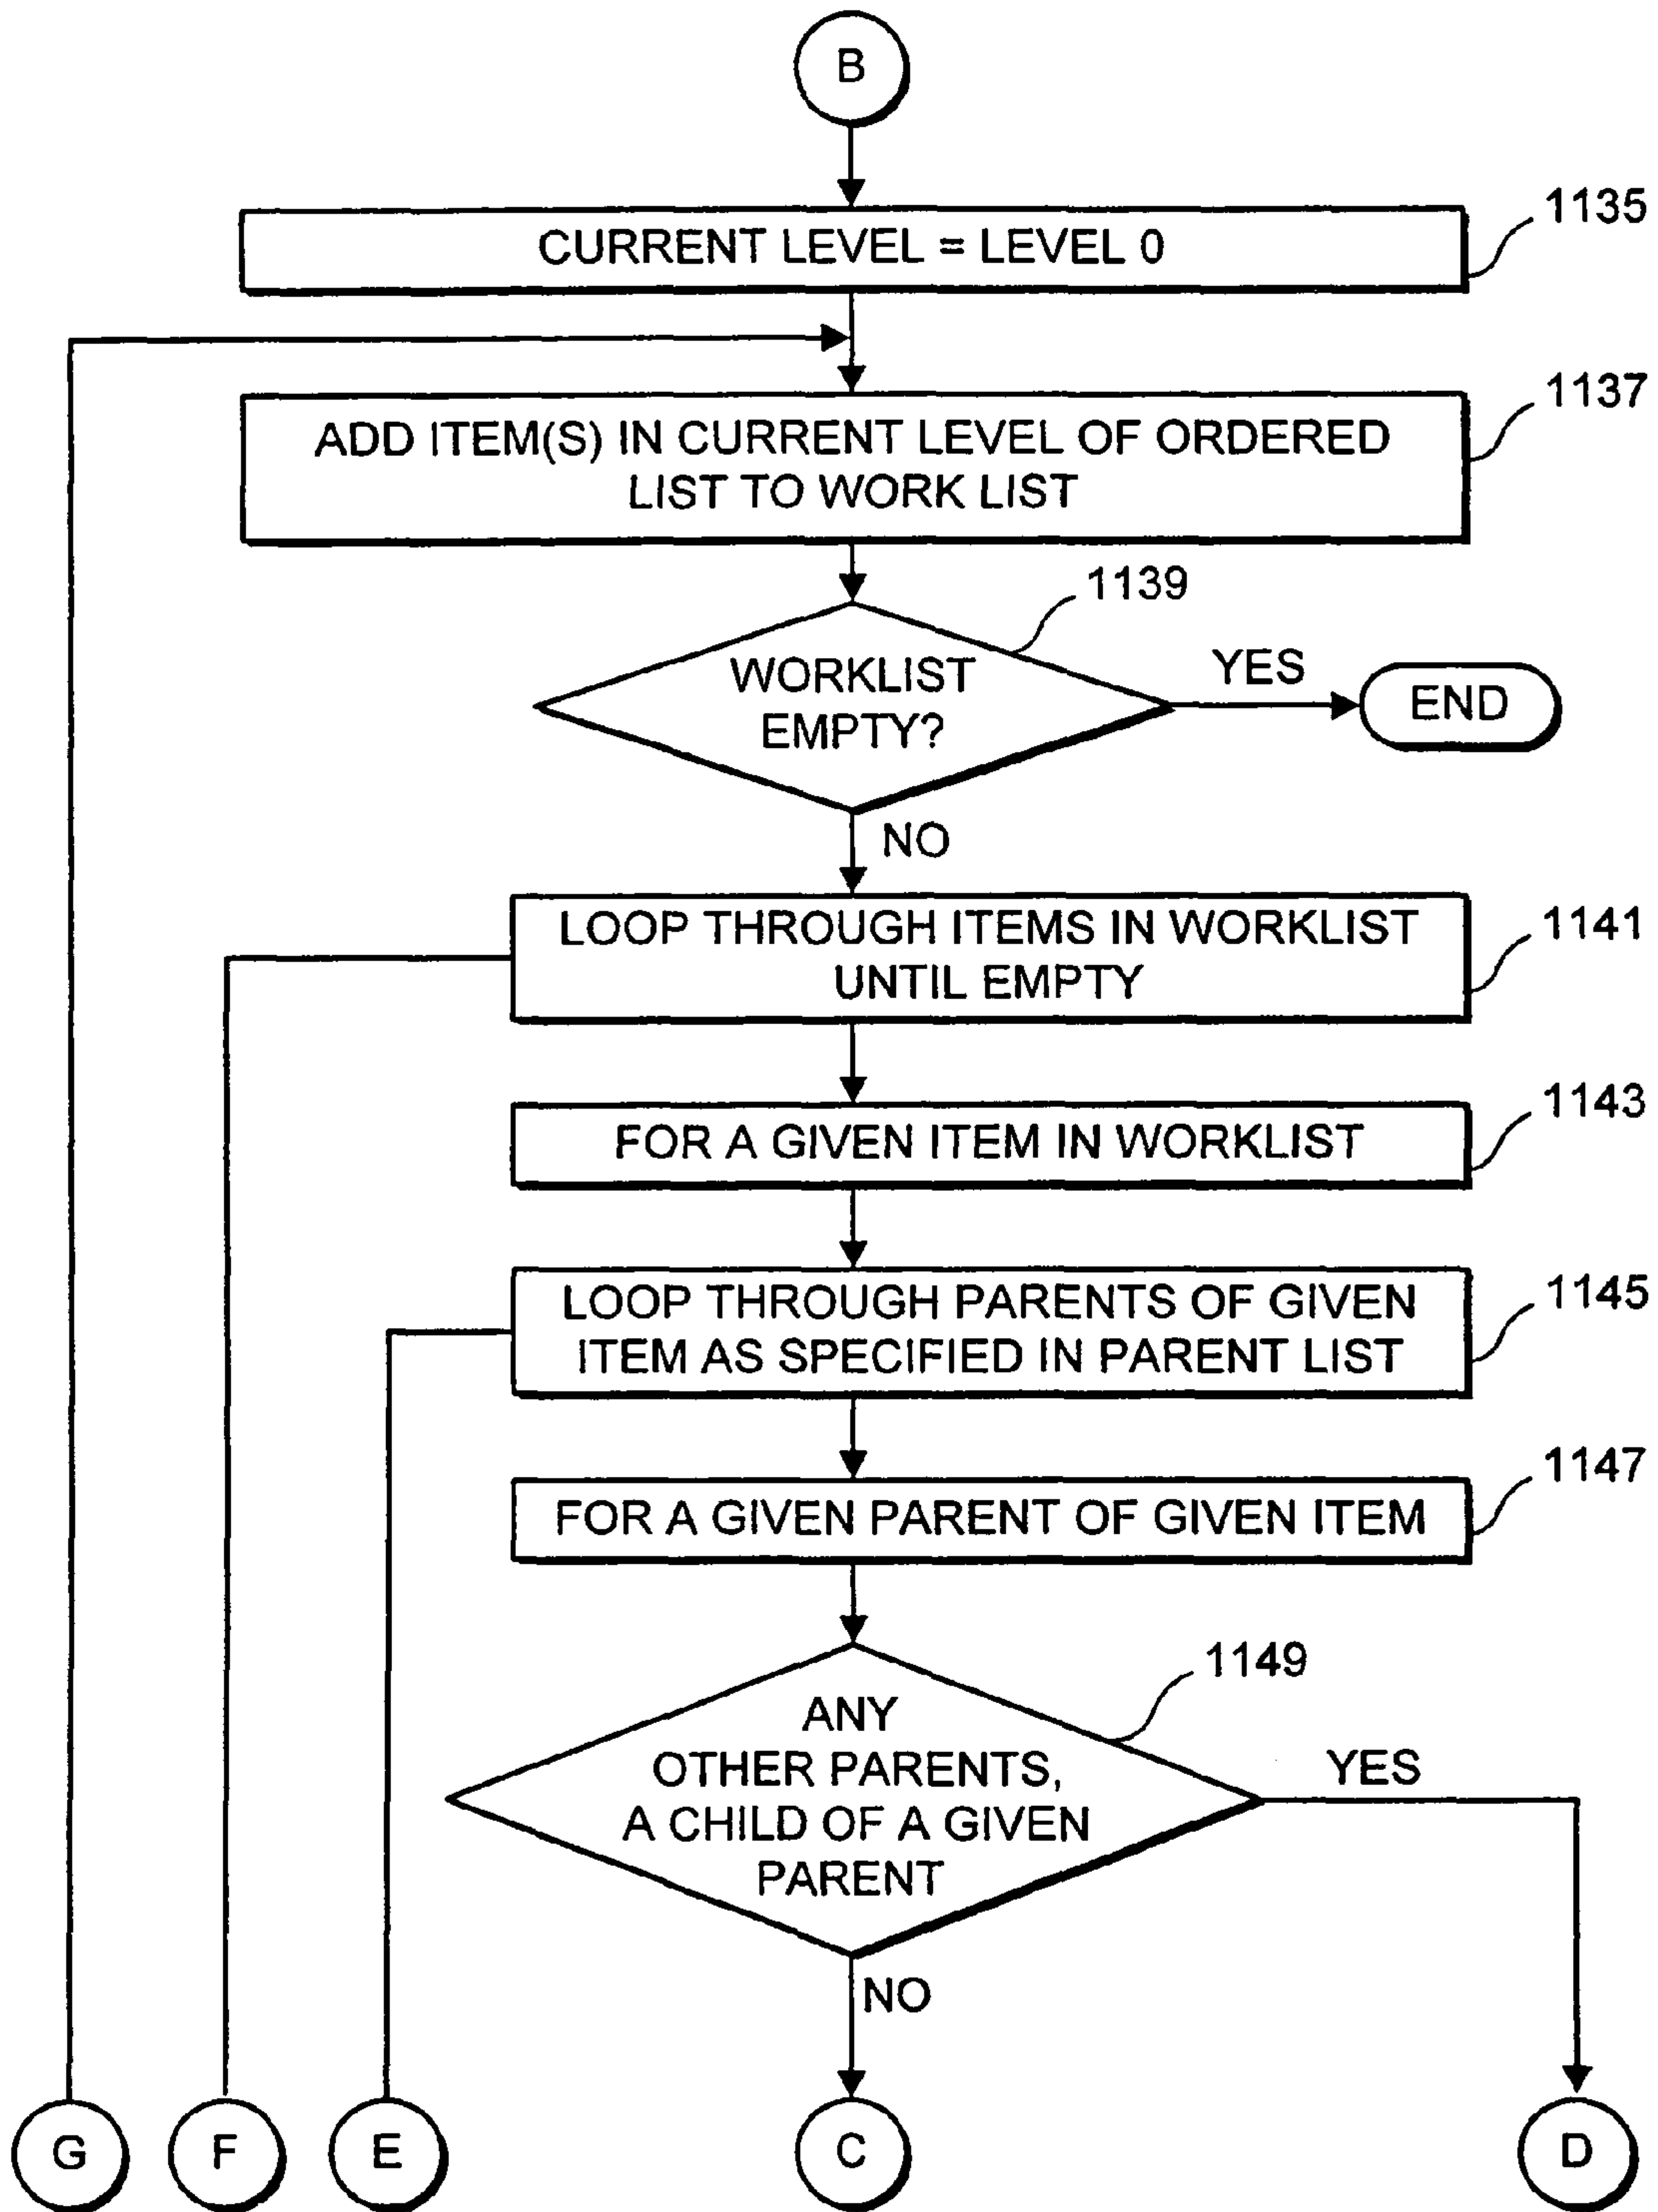 B
CURRENT LEVEL = LEVEL 0
1135
1137
ADD ITEM(S) IN CURRENT LEVEL OF ORDERED
LIST TO WORK LIST
1139
WORKLIST
EMPTY?
YES
END
NO
LOOP THROUGH ITEMS IN WORKLIST
UNTIL EMPTY
1141
1143
FOR A GIVEN ITEM IN WORKLIST
LOOP THROUGH PARENTS OF GIVEN
ITEM AS SPECIFIED IN PARENT LIST
1145
1147
FOR A GIVEN PARENT OF GIVEN ITEM
1149
ANY
OTHER PARENTS,
A CHILD OF A GIVEN
PARENT
YES
NO
G
F
E
C
D